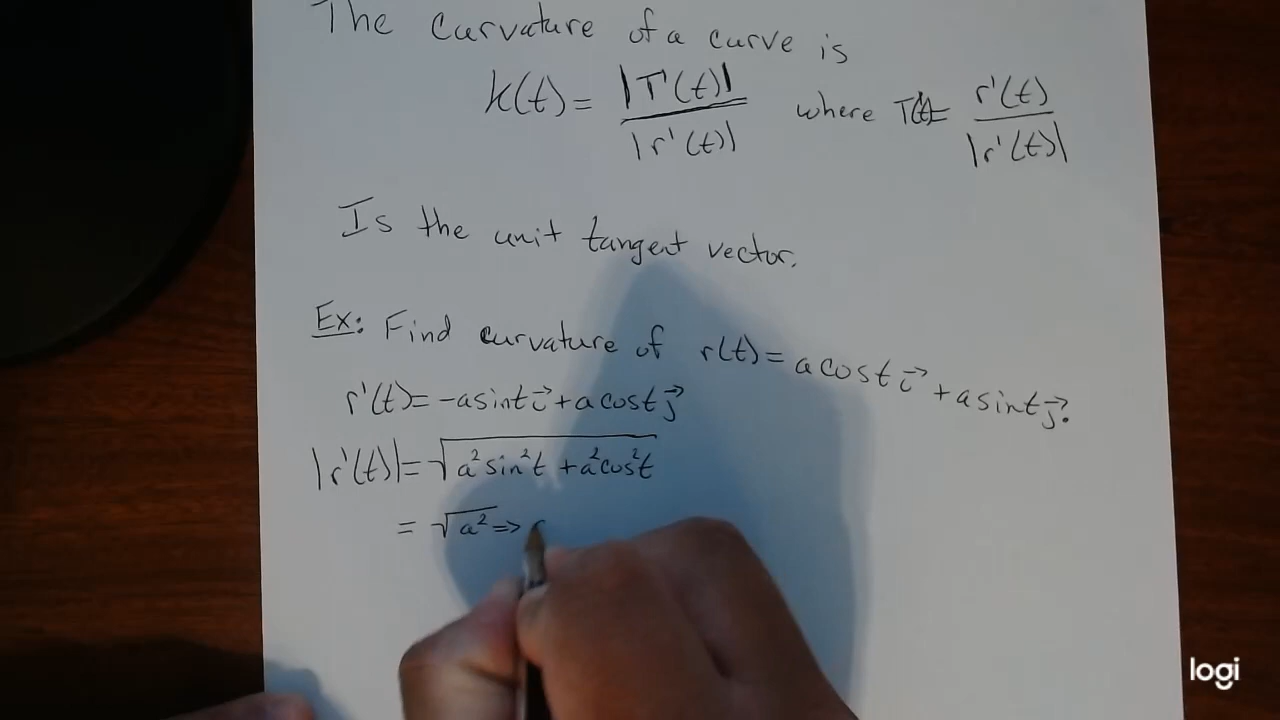 The curvature of a curve is
k(t) = |T'(t)| / |r'(t)| where T(t) = r'(t) / |r'(t)|
Is the unit tangent vector.
Ex: Find curvature of r(t) = a cos t i⃗ + a sin t j⃗?
r'(t) = -a sin t i⃗ + a cos t j⃗
|r'(t)| = √(a² sin² t + a² cos² t)
= √a² =>
logi